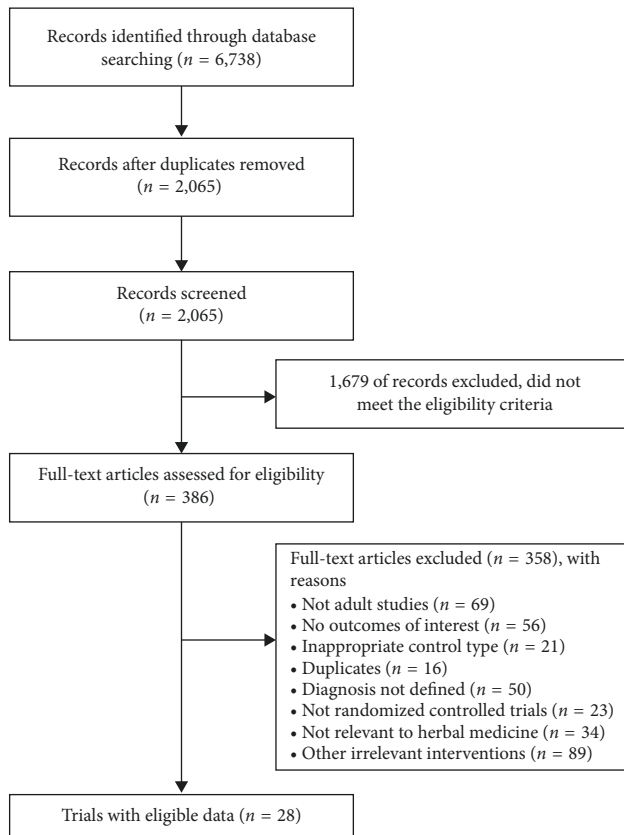 Records identified through database
searching (n = 6,738)
Records after duplicates removed
(n = 2,065)
Records screened
(n = 2,065)
1,679 of records excluded, did not
meet the eligibility criteria
Full-text articles assessed for eligibility
(n = 386)
Full-text articles excluded (n = 358), with
reasons
• Not adult studies (n = 69)
• No outcomes of interest (n = 56)
• Inappropriate control type (n = 21)
• Duplicates (n = 16)
• Diagnosis not defined (n = 50)
• Not randomized controlled trials (n = 23)
• Not relevant to herbal medicine (n = 34)
• Other irrelevant interventions (n = 89)
Trials with eligible data (n = 28)